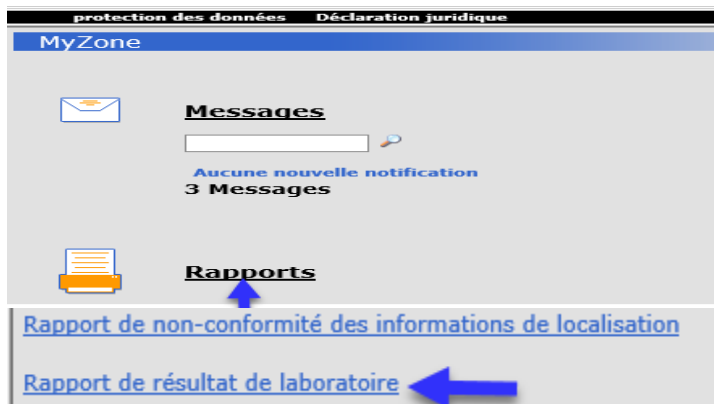 protection des données Déclaration juridique
MyZone
Messages
Aucune nouvelle notification
3 Messages
Rapports
Rapport de non-conformité des informations de localisation
Rapport de résultat de laboratoire